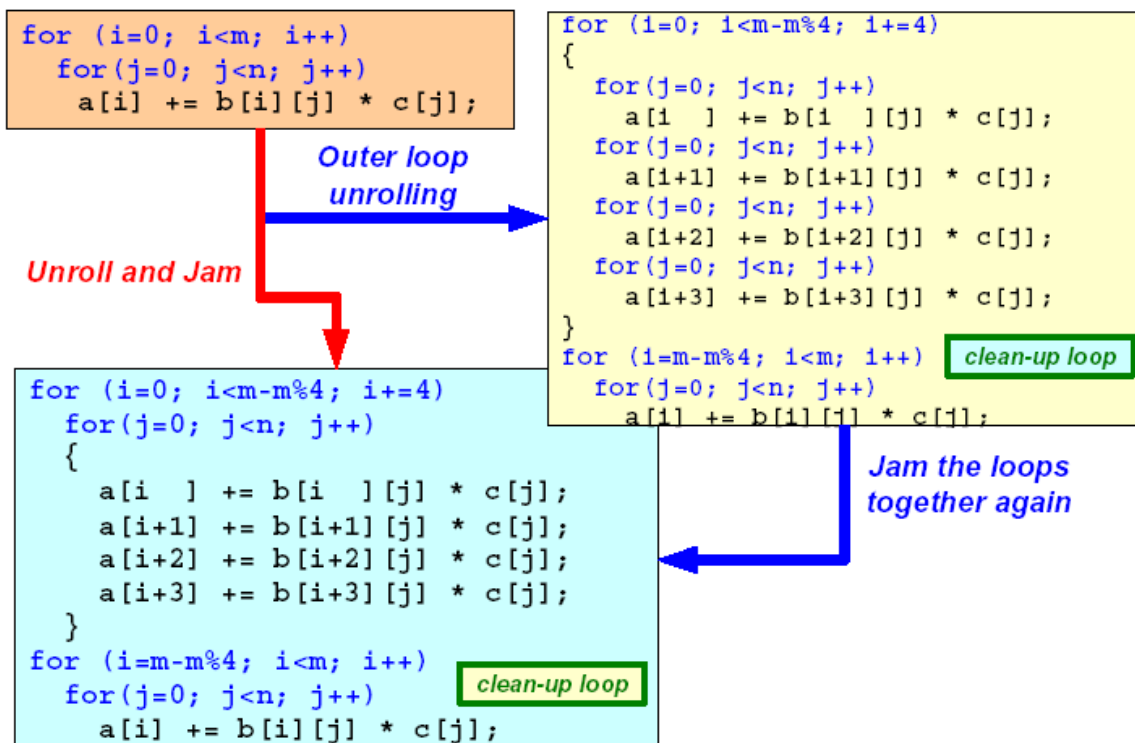 for (i=0; i<m; i++)
  for(j=0; j<n; j++)
    a[i] += b[i][j] * c[j];
Outer loop
unrolling
Unroll and Jam
for (i=0; i<m-m%4; i+=4)
{
  for(j=0; j<n; j++)
    a[i  ] += b[i  ][j] * c[j];
  for(j=0; j<n; j++)
    a[i+1] += b[i+1][j] * c[j];
  for(j=0; j<n; j++)
    a[i+2] += b[i+2][j] * c[j];
  for(j=0; j<n; j++)
    a[i+3] += b[i+3][j] * c[j];
}
for (i=m-m%4; i<m; i++)
clean-up loop
  for(j=0; j<n; j++)
    a[i] += b[i][j] * c[j];
Jam the loops
together again
for (i=0; i<m-m%4; i+=4)
  for(j=0; j<n; j++)
  {
    a[i  ] += b[i  ][j] * c[j];
    a[i+1] += b[i+1][j] * c[j];
    a[i+2] += b[i+2][j] * c[j];
    a[i+3] += b[i+3][j] * c[j];
  }
for (i=m-m%4; i<m; i++)
clean-up loop
  for(j=0; j<n; j++)
    a[i] += b[i][j] * c[j];